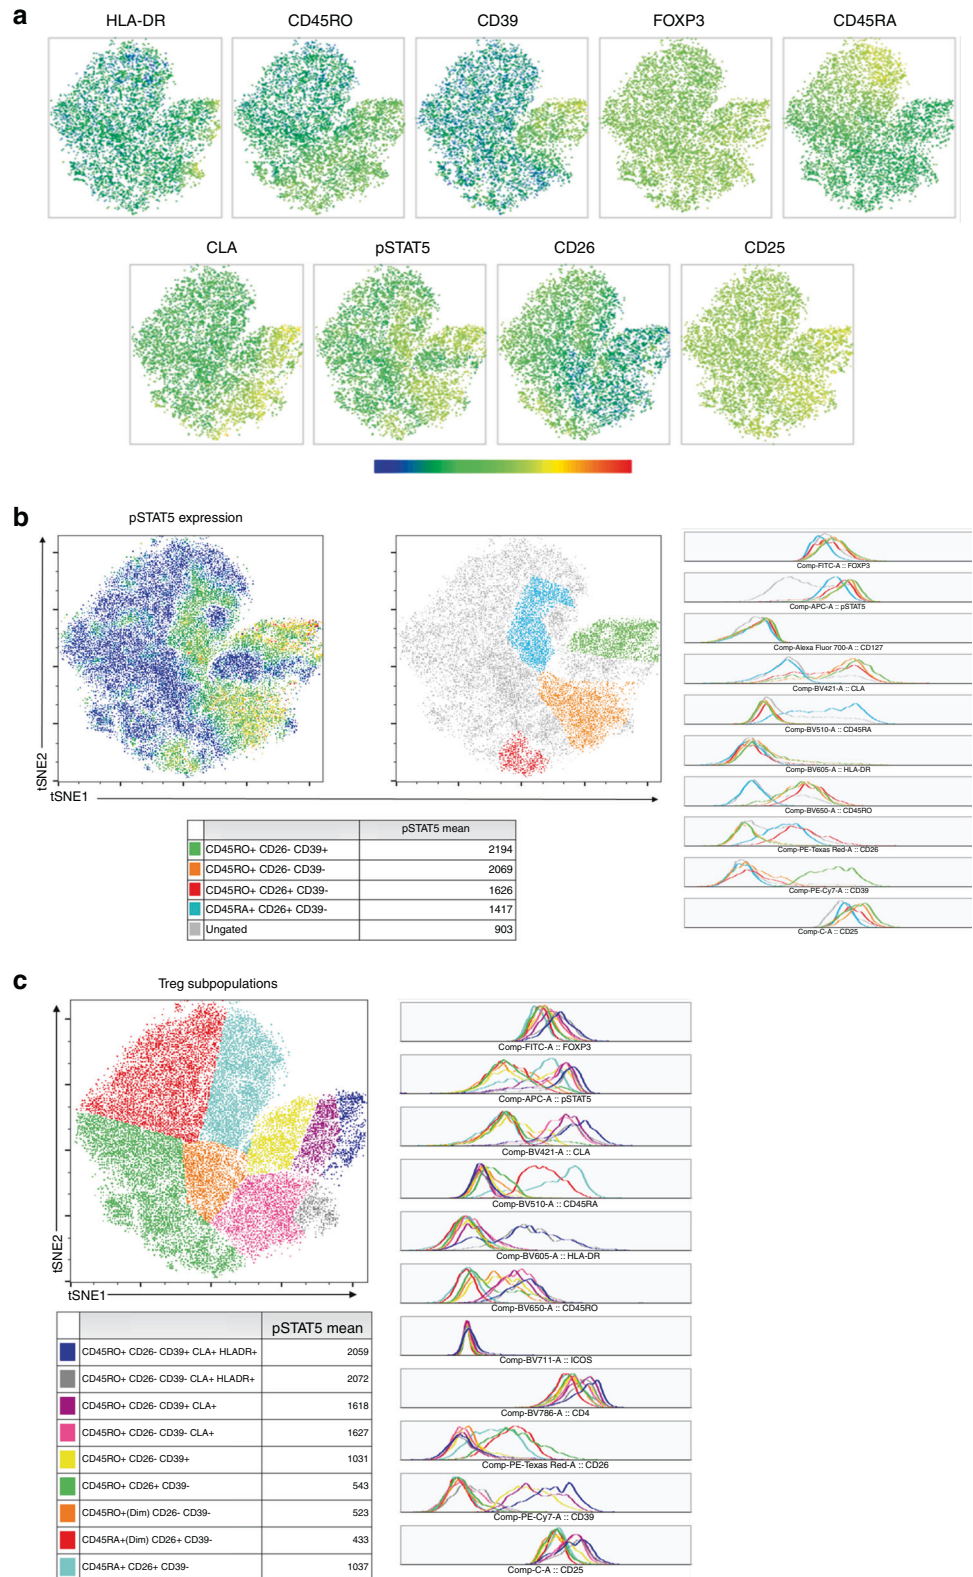 a
HLA-DR CD45RO CD39 FOXP3 CD45RA
CLA pSTAT5 CD26 CD25
b
pSTAT5 expression
tSNE2
tSNE1
Comp-FITC-A :: FOXP3
Comp-APC-A :: pSTAT5
Comp-Alexa Fluor 700-A :: CD127
Comp-BV421-A :: CLA
Comp-BV510-A :: CD45RA
Comp-BV605-A :: HLA-DR
Comp-BV650-A :: CD45RO
Comp-PE-Texas Red-A :: CD26
Comp-PE-Cy7-A :: CD39
Comp-C-A :: CD25
pSTAT5 mean
CD45RO+ CD26- CD39+ 2194
CD45RO+ CD26- CD39- 2069
CD45RO+ CD26+ CD39- 1626
CD45RA+ CD26+ CD39- 1417
Ungated 903
c
Treg subpopulations
tSNE2
tSNE1
Comp-FITC-A :: FOXP3
Comp-APC-A :: pSTAT5
Comp-BV421-A :: CLA
Comp-BV510-A :: CD45RA
Comp-BV605-A :: HLA-DR
Comp-BV650-A :: CD45RO
Comp-BV711-A :: ICOS
Comp-BV786-A :: CD4
Comp-PE-Texas Red-A :: CD26
Comp-PE-Cy7-A :: CD39
Comp-C-A :: CD25
pSTAT5 mean
CD45RO+ CD26- CD39+ CLA+ HLADR+ 2059
CD45RO+ CD26- CD39- CLA+ HLADR+ 2072
CD45RO+ CD26- CD39+ CLA+ 1618
CD45RO+ CD26- CD39- CLA+ 1627
CD45RO+ CD26- CD39+ 1031
CD45RO+ CD26+ CD39- 543
CD45RO+(Dim) CD26- CD39- 523
CD45RA+(Dim) CD26+ CD39- 433
CD45RA+ CD26+ CD39- 1037